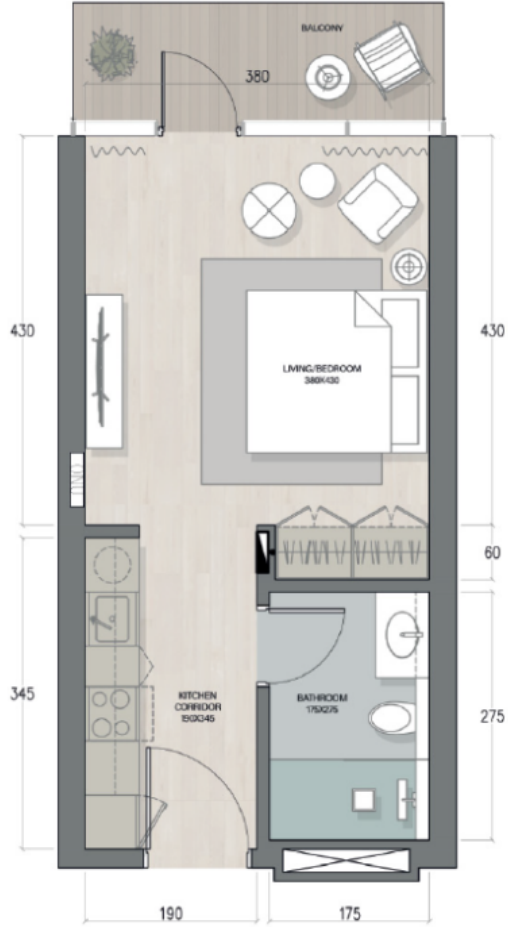 BALCONY
380
430
430
LIVING/BEDROOM
380X430
60
345
KITCHEN
CORRIDOR
190X345
BATHROOM
175X275
275
190
175